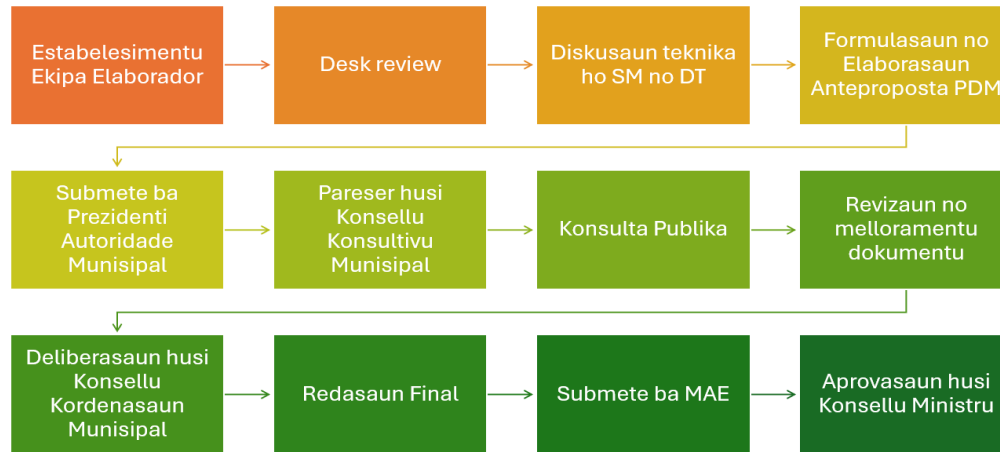 Estabelesimentu
Ekipa Elaborador
Desk review
Diskusaun teknika
ho SM no DT
Formulasaun no
Elaborasaun
Anteproposta PDM
Submete ba
Prezidenti
Autoridade
Munisipal
Pareser husi
Konsellu
Konsultivu
Munisipal
Konsulta Publika
Revizaun no
melloramentu
dokumentu
Deliberasaun husi
Konsellu
Kordenasaun
Munisipal
Redasaun Final
Submete ba MAE
Aprovasaun husi
Konsellu Ministru